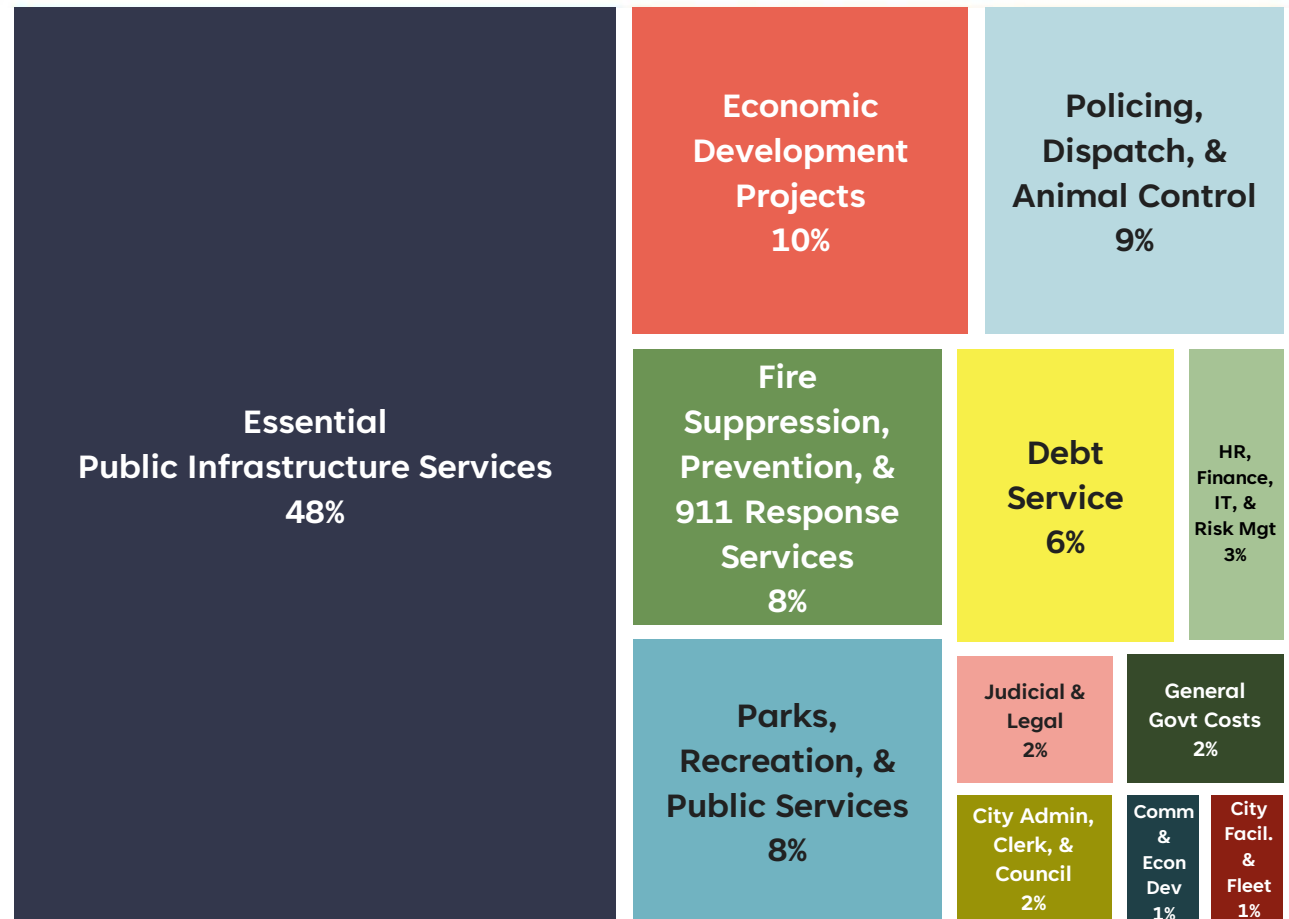 Essential
Public Infrastructure Services
48%
Economic
Development
Projects
10%
Policing,
Dispatch, &
Animal Control
9%
Fire
Suppression,
Prevention, &
911 Response
Services
8%
Debt
Service
6%
HR,
Finance,
IT, &
Risk Mgt
3%
Parks,
Recreation, &
Public Services
8%
Judicial &
Legal
2%
General
Govt Costs
2%
City Admin,
Clerk, &
Council
2%
Comm
&
Econ
Dev
1%
City
Facil.
&
Fleet
1%